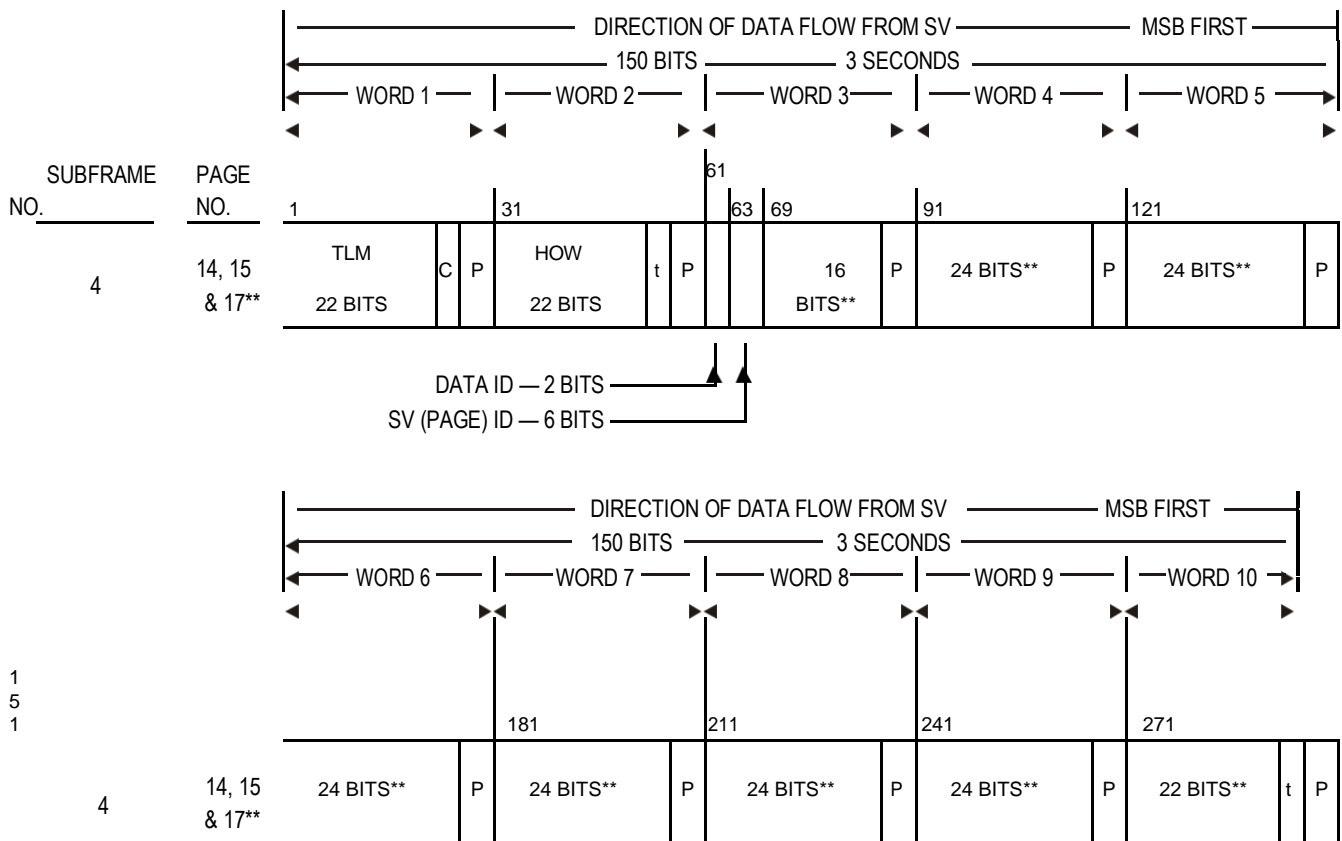 DIRECTION OF DATA FLOW FROM SV MSB FIRST
150 BITS 3 SECONDS
WORD 1 WORD 2 WORD 3 WORD 4 WORD 5
SUBFRAME PAGE
NO. NO.
61
1 31 63 69 91 121
4
14, 15
& 17**
TLM
22 BITS
C
P
HOW
22 BITS
t
P
16
BITS**
P
24 BITS**
P
24 BITS**
P
DATA ID — 2 BITS
SV (PAGE) ID — 6 BITS
DIRECTION OF DATA FLOW FROM SV MSB FIRST
150 BITS 3 SECONDS
WORD 6 WORD 7 WORD 8 WORD 9 WORD 10
1
5
1
181 211 241 271
4
14, 15
& 17**
24 BITS** P 24 BITS** P 24 BITS** P 24 BITS** P 22 BITS** t P